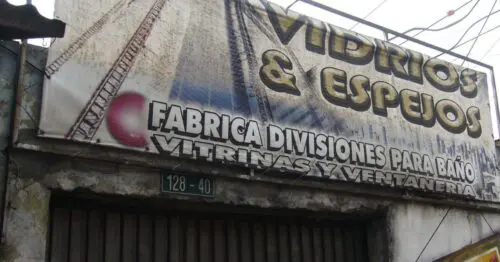 VIDRIOS
& ESPEJOS
FABRICA DIVISIONES PARA BAÑO
VITRINAS Y VENTANERIA
128 - 40